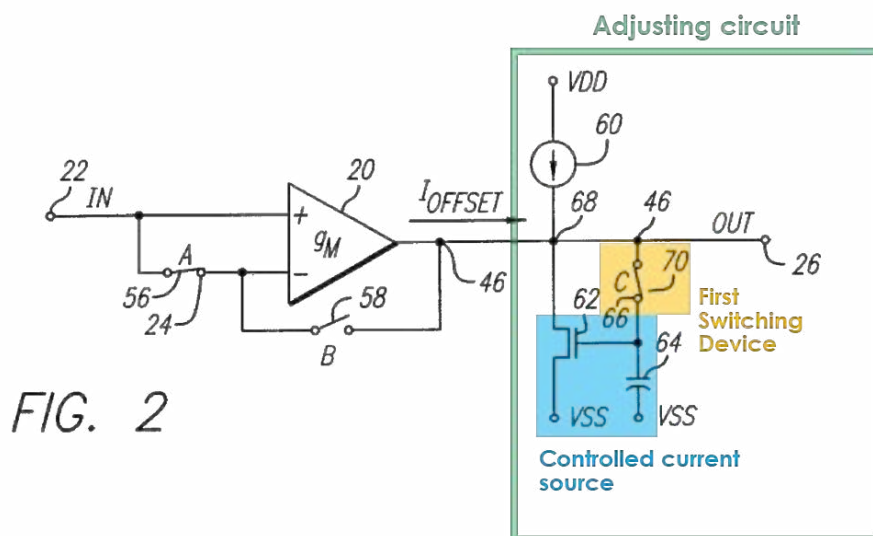 Adjusting circuit
VDD
60
22
IN
20
I OFFSET
68
46
OUT
+
gM
A
−
56
24
58
46
C
70
26
66
First
Switching
Device
62
64
B
FIG. 2
VSS
VSS
Controlled current
source